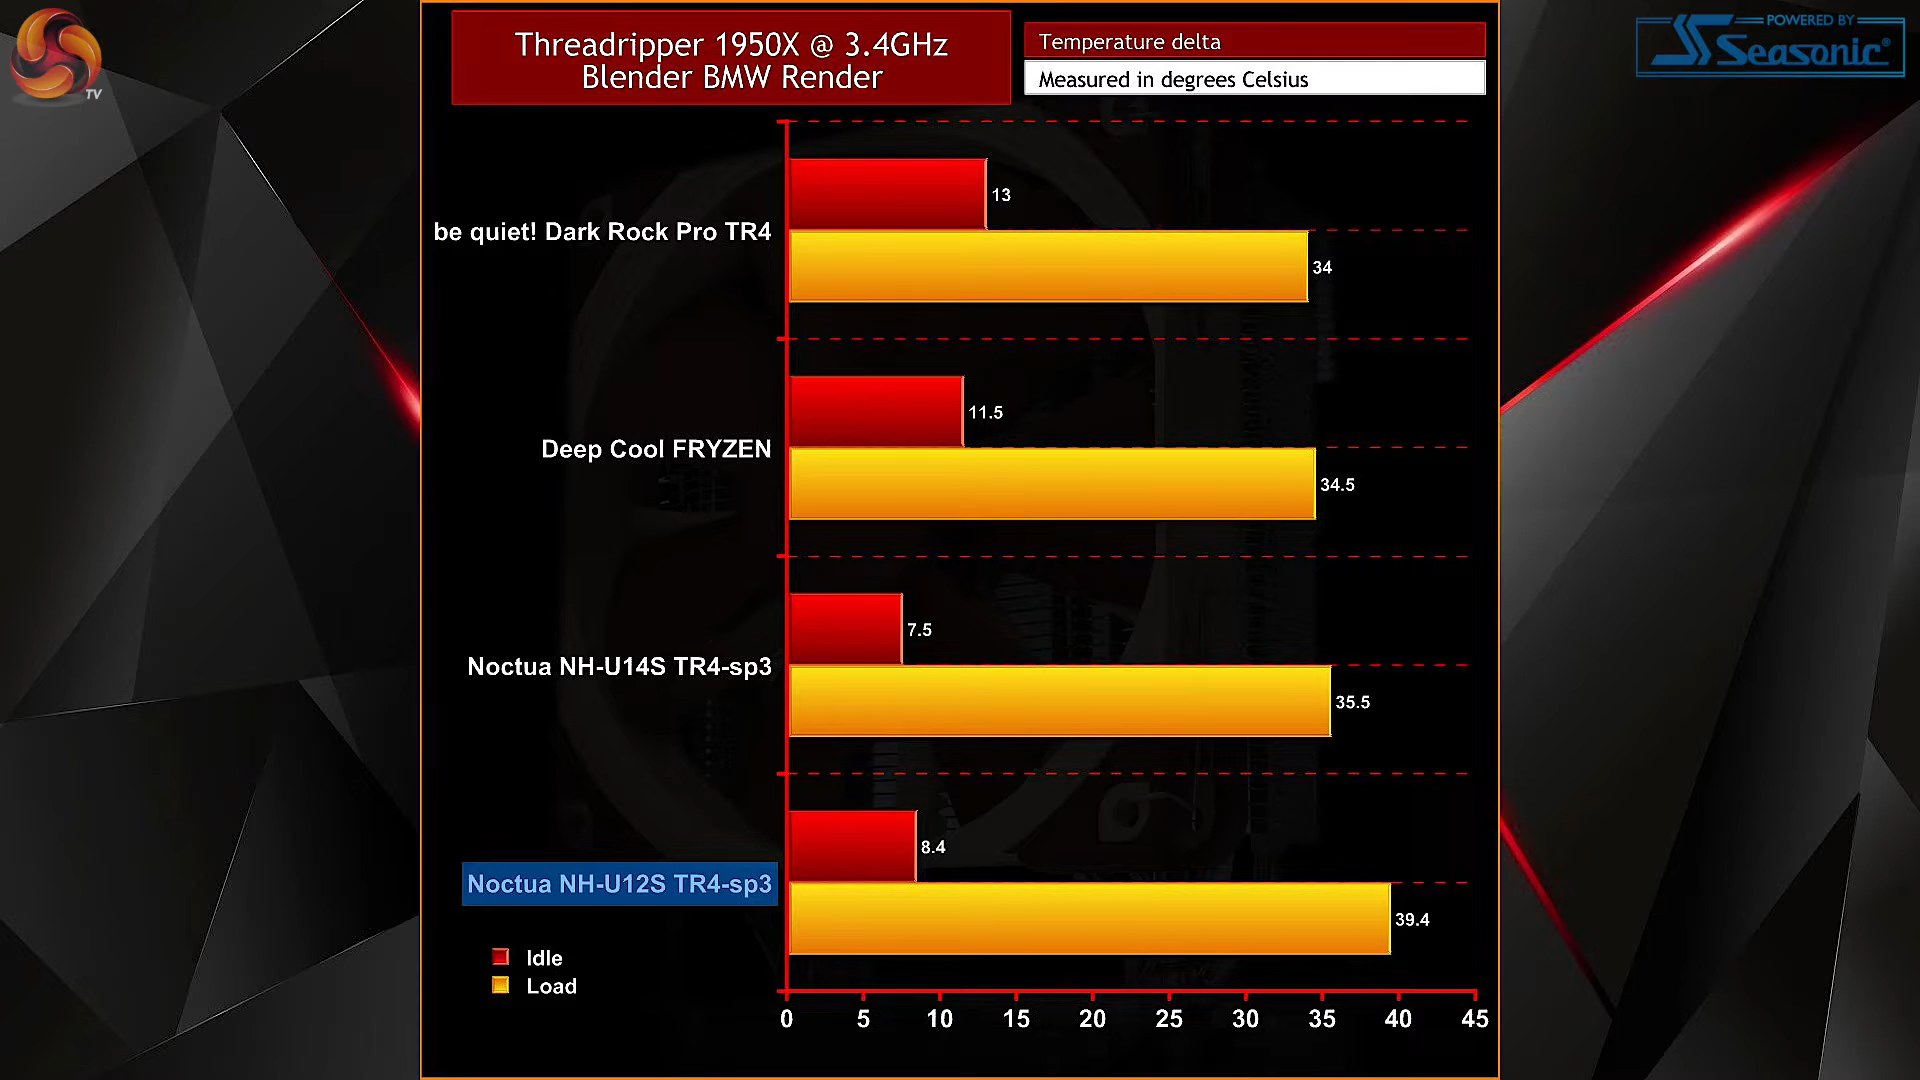 TV
Threadripper 1950X @ 3.4GHz
Blender BMW Render
Temperature delta
Measured in degrees Celsius
POWERED BY
Seasonic®
be quiet! Dark Rock Pro TR4
13
34
Deep Cool FRYZEN
11.5
34.5
Noctua NH-U14S TR4-sp3
7.5
35.5
Noctua NH-U12S TR4-sp3
8.4
39.4
Idle
Load
0 5 10 15 20 25 30 35 40 45